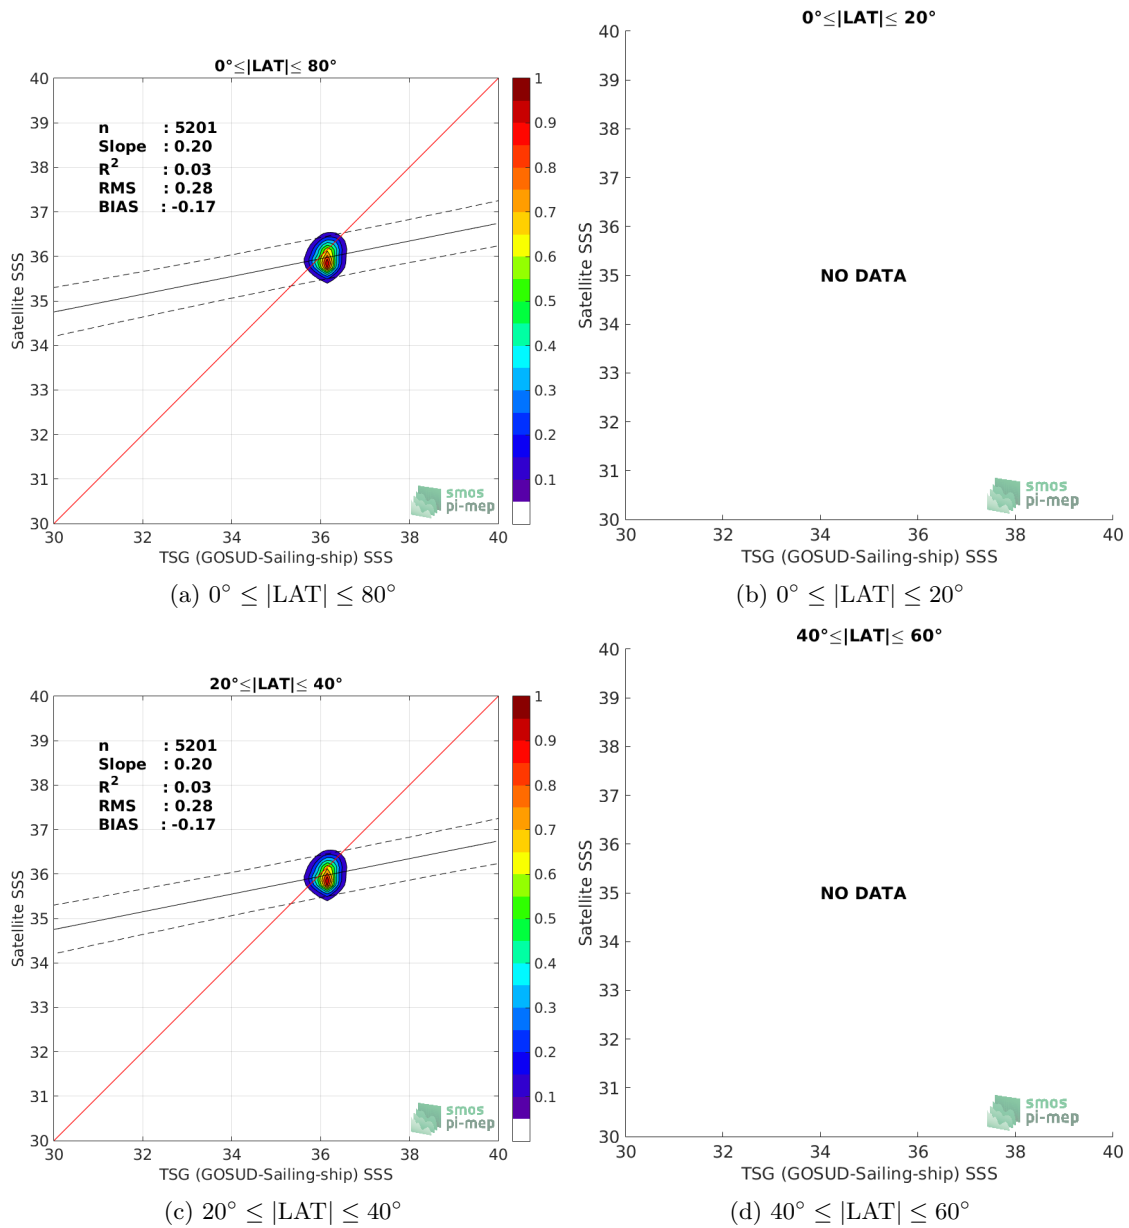 0°≤|LAT|≤ 80°
40
39
38
37
36
35
34
33
32
31
30
Satellite SSS
n : 5201
Slope : 0.20
R² : 0.03
RMS : 0.28
BIAS : -0.17
1
0.9
0.8
0.7
0.6
0.5
0.4
0.3
0.2
0.1
smos
pi-mep
30 32 34 36 38 40
TSG (GOSUD-Sailing-ship) SSS
(a) 0° ≤ |LAT| ≤ 80°
0°≤|LAT|≤ 20°
40
39
38
37
36
35
34
33
32
31
30
Satellite SSS
NO DATA
smos
pi-mep
30 32 34 36 38 40
TSG (GOSUD-Sailing-ship) SSS
(b) 0° ≤ |LAT| ≤ 20°
20°≤|LAT|≤ 40°
40
39
38
37
36
35
34
33
32
31
30
Satellite SSS
n : 5201
Slope : 0.20
R² : 0.03
RMS : 0.28
BIAS : -0.17
1
0.9
0.8
0.7
0.6
0.5
0.4
0.3
0.2
0.1
smos
pi-mep
30 32 34 36 38 40
TSG (GOSUD-Sailing-ship) SSS
(c) 20° ≤ |LAT| ≤ 40°
40°≤|LAT|≤ 60°
40
39
38
37
36
35
34
33
32
31
30
Satellite SSS
NO DATA
smos
pi-mep
30 32 34 36 38 40
TSG (GOSUD-Sailing-ship) SSS
(d) 40° ≤ |LAT| ≤ 60°